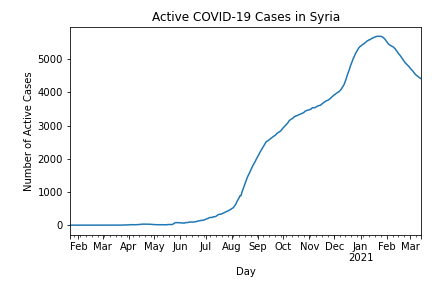 Active COVID-19 Cases in Syria
Number of Active Cases
5000
4000
3000
2000
1000
0
Feb Mar Apr May Jun Jul Aug Sep Oct Nov Dec Jan Feb Mar
2021
Day